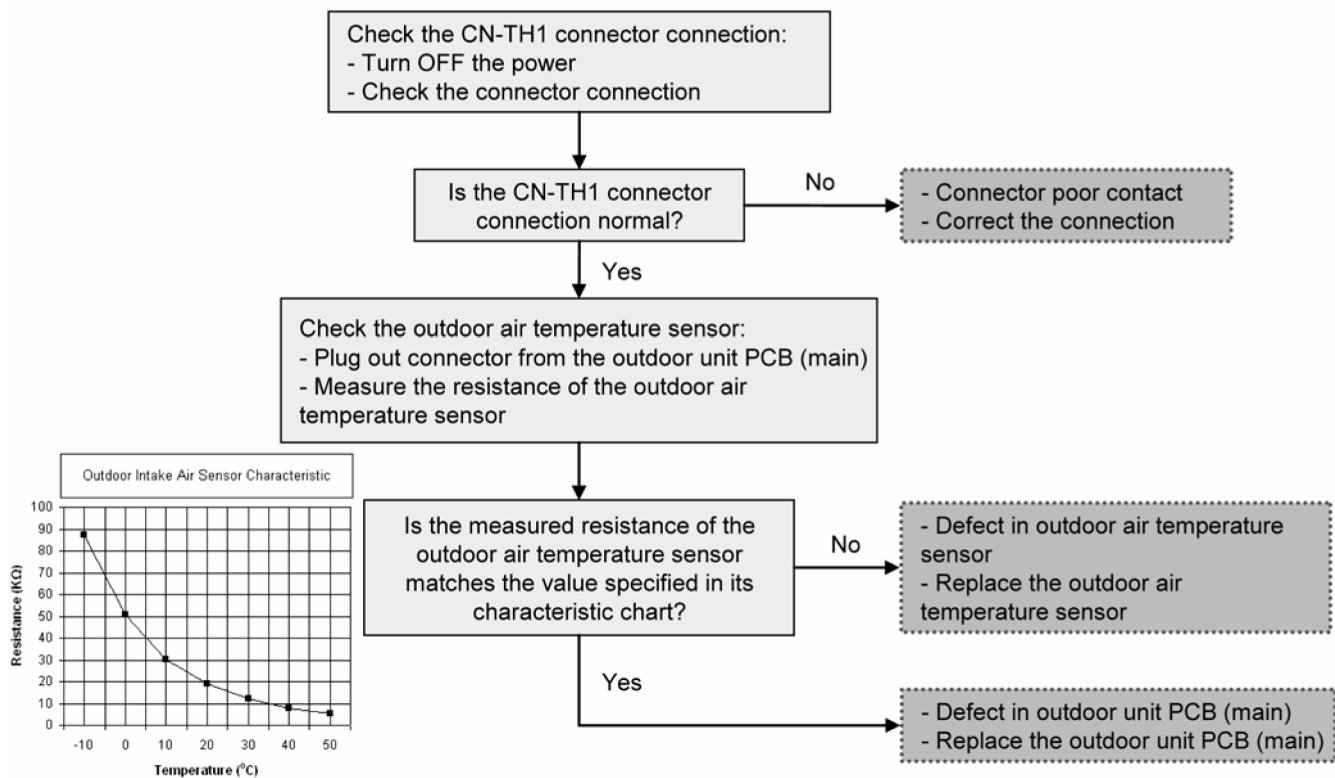 Check the CN-TH1 connector connection:
- Turn OFF the power
- Check the connector connection
Is the CN-TH1 connector
connection normal?
No
- Connector poor contact
- Correct the connection
Yes
Check the outdoor air temperature sensor:
- Plug out connector from the outdoor unit PCB (main)
- Measure the resistance of the outdoor air
temperature sensor
Outdoor Intake Air Sensor Characteristic
Resistance (KΩ)
100
90
80
70
60
50
40
30
20
10
0
-10 0 10 20 30 40 50
Temperature (°C)
Is the measured resistance of the
outdoor air temperature sensor
matches the value specified in its
characteristic chart?
No
- Defect in outdoor air temperature
sensor
- Replace the outdoor air
temperature sensor
Yes
- Defect in outdoor unit PCB (main)
- Replace the outdoor unit PCB (main)